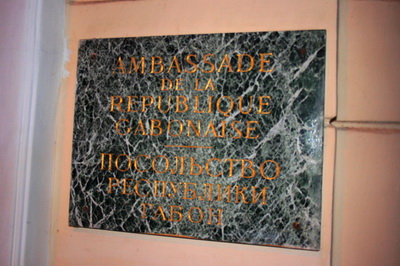 AMBASSADE
DE LA
REPUBLIQUE
GABONAISE
ПОСОЛЬСТВО
РЕСПУБЛИКИ
ГАБОН